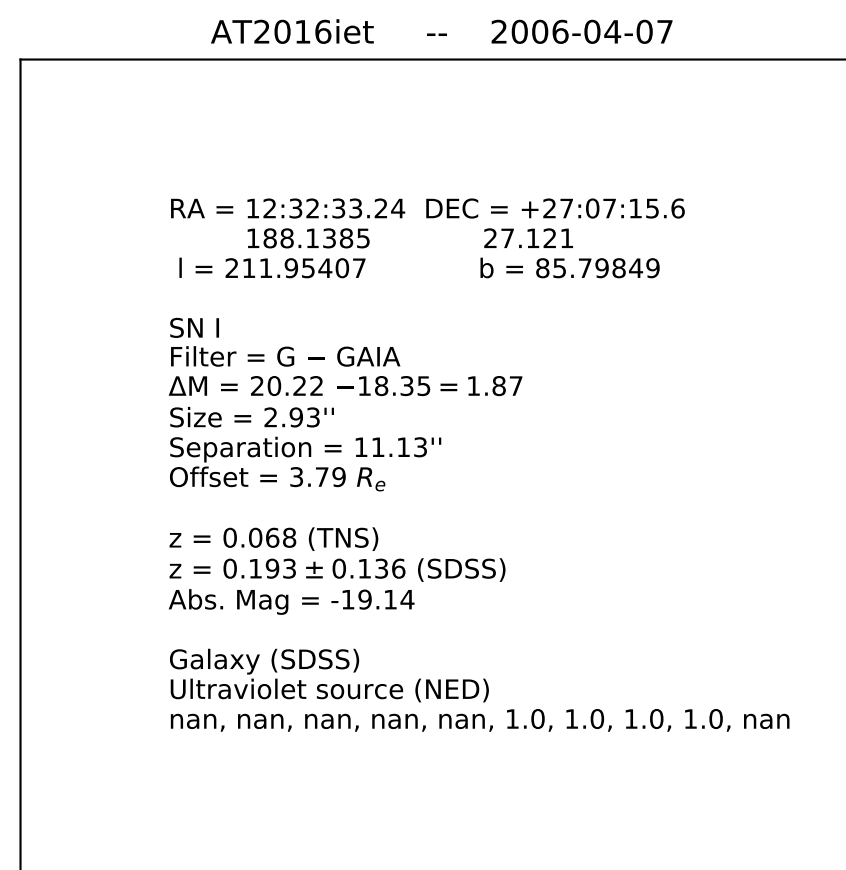 AT2016iet -- 2006-04-07
RA = 12:32:33.24 DEC = +27:07:15.6
188.1385 27.121
l = 211.95407 b = 85.79849
SN I
Filter = G − GAIA
ΔM = 20.22 −18.35 = 1.87
Size = 2.93''
Separation = 11.13''
Offset = 3.79 Rₑ
z = 0.068 (TNS)
z = 0.193 ± 0.136 (SDSS)
Abs. Mag = -19.14
Galaxy (SDSS)
Ultraviolet source (NED)
nan, nan, nan, nan, nan, 1.0, 1.0, 1.0, 1.0, nan